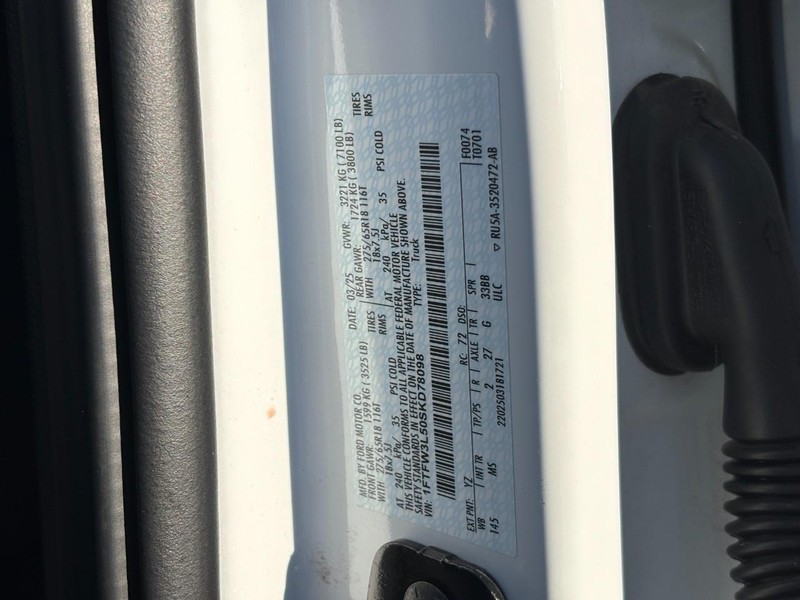 MFD. BY FORD MOTOR CO.
DATE: 03/25 GVWR: 3221 KG ( 7100 LB)
FRONT GAWR: 1599 KG ( 3525 LB) REAR GAWR: 1724 KG ( 3800 LB)
WITH 275/65R18 116T TIRES WITH 275/65R18 116T TIRES
18x7.5J RIMS 18x7.5J RIMS
AT 240 kPa/ 35 PSI COLD AT 240 kPa/ 35 PSI COLD
THIS VEHICLE CONFORMS TO ALL APPLICABLE FEDERAL MOTOR VEHICLE
SAFETY STANDARDS IN EFFECT ON THE DATE OF MANUFACTURE SHOWN ABOVE.
VIN: 1FTFW3L50SKD78098 TYPE: Truck
EXT PNT: YZ RC: 72 DSO: F0074
WB INT TR TP/PS R AXLE TR SPR T0701
145 MS 2 27 G 33BB
2202503181721 ULC RU5A-3520472-AB